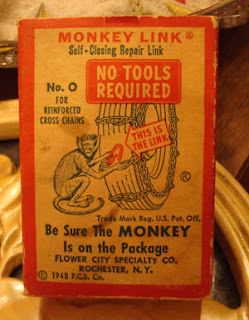 MONKEY LINK®
Self-Closing Repair Link
NO TOOLS
REQUIRED
No. O
FOR
REINFORCED
CROSS CHAINS
THIS IS
THE LINK
®
Trade Mark Reg. U.S. Pat. Off.
Be Sure The MONKEY
Is on the Package
FLOWER CITY SPECIALTY CO.
ROCHESTER, N.Y.
© 1948 F.C.S. Co.